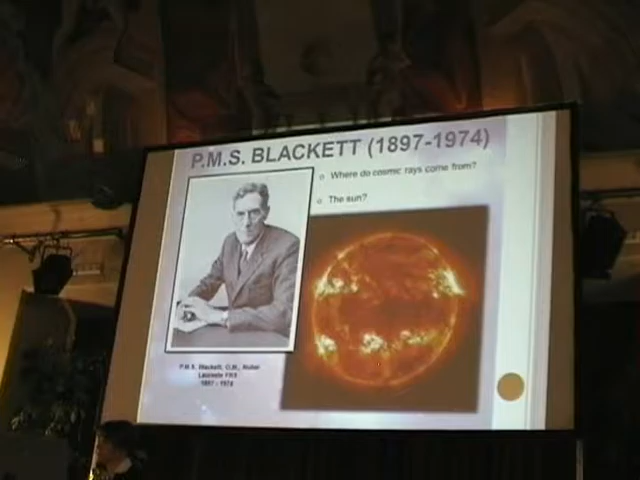 P.M.S. BLACKETT (1897-1974)
o Where do cosmic rays come from?
o The sun?
P.M.S. Blackett, O.M., Nobel
Laureate FRS
1897 - 1974